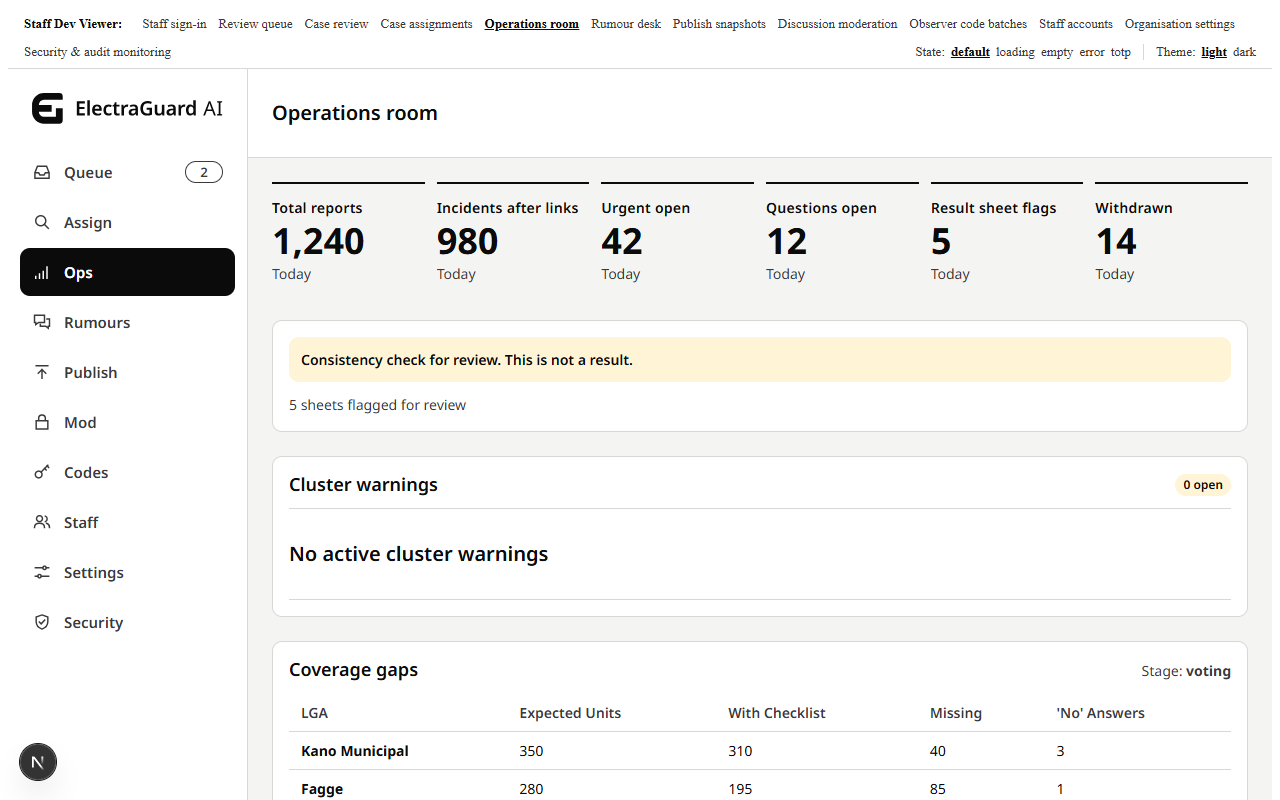 Staff Dev Viewer: Staff sign-in Review queue Case review Case assignments Operations room Rumour desk Publish snapshots Discussion moderation Observer code batches Staff accounts Organisation settings
Security & audit monitoring State: default loading empty error totp Theme: light dark
ElectraGuard AI
Operations room
Queue 2
Assign
Ops
Rumours
Publish
Mod
Codes
Staff
Settings
Security
N
Total reports Incidents after links Urgent open Questions open Result sheet flags Withdrawn
1,240 980 42 12 5 14
Today Today Today Today Today Today
Consistency check for review. This is not a result.
5 sheets flagged for review
Cluster warnings 0 open
No active cluster warnings
Coverage gaps Stage: voting
LGA Expected Units With Checklist Missing 'No' Answers
Kano Municipal 350 310 40 3
Fagge 280 195 85 1